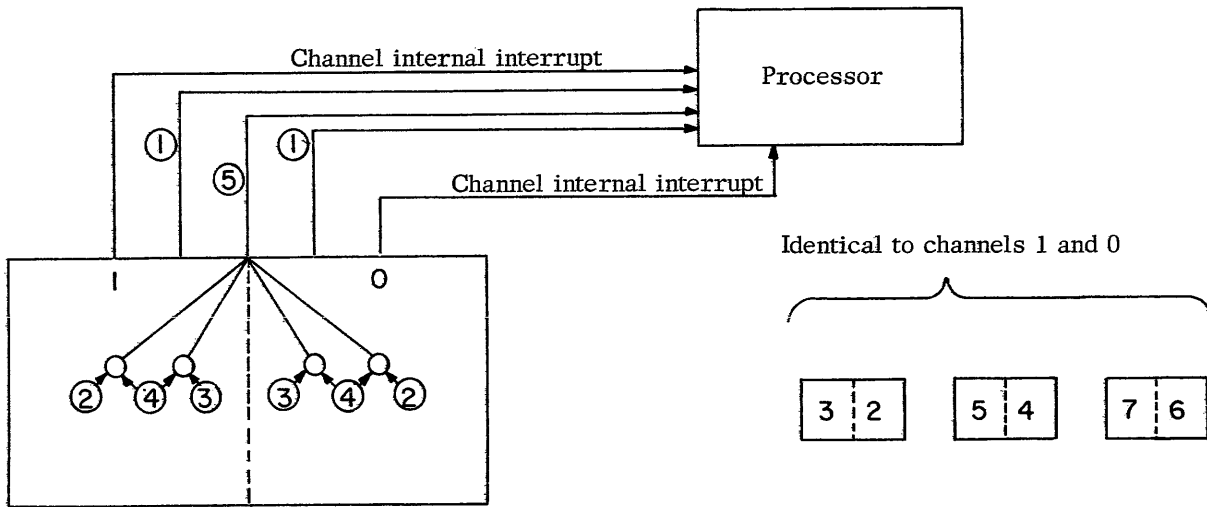 Channel internal interrupt
Processor
①
①
⑤
Channel internal interrupt
Identical to channels 1 and 0
1
0
② ④ ③ ③ ④ ②
3 2 5 4 7 6